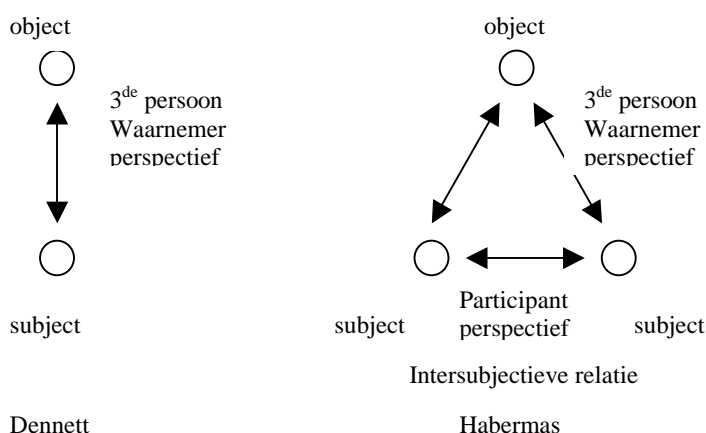 object
3de persoon
Waarnemer
perspectief
subject
Dennett
object
3de persoon
Waarnemer
perspectief
Participant
perspectief
subject
subject
Intersubjectieve relatie
Habermas